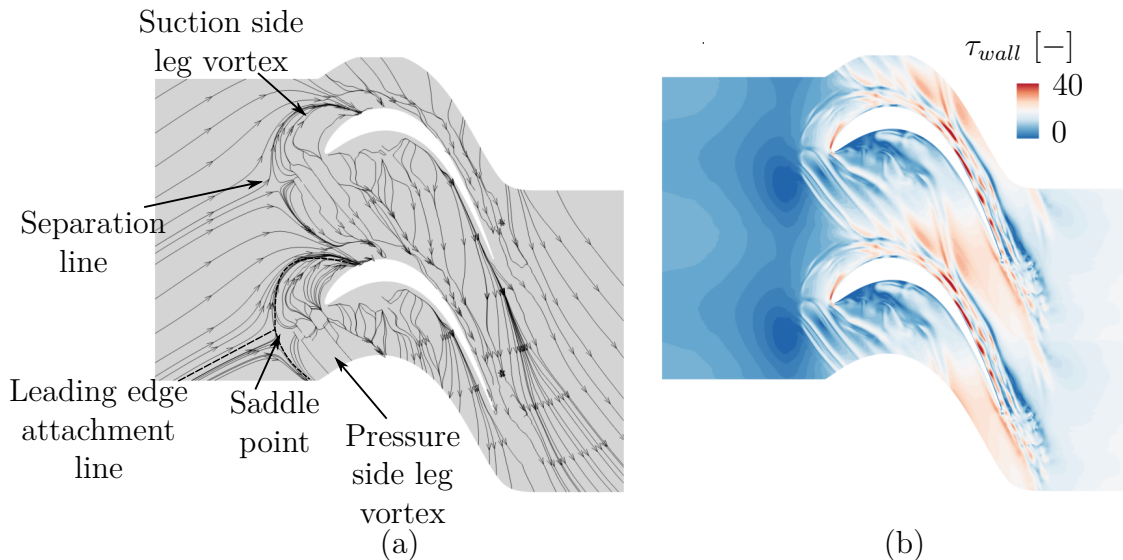 Suction side
leg vortex
Separation
line
Leading edge
attachment
line
Saddle
point
Pressure
side leg
vortex
(a)
τ_wall [−]
40
0
(b)